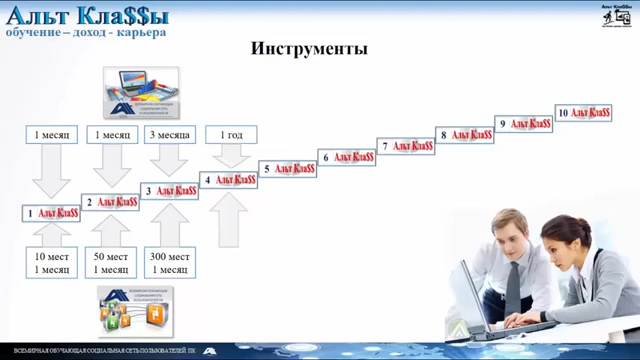 Альт Кла$$ы
обучение – доход - карьера
Альт Кла$$ы
Инструменты
1 месяц
1 месяц
3 месяца
1 год
1 Альт Кла$$
2 Альт Кла$$
3 Альт Кла$$
4 Альт Кла$$
5 Альт Кла$$
6 Альт Кла$$
7 Альт Кла$$
8 Альт Кла$$
9 Альт Кла$$
10 Альт Кла$$
10 мест
1 месяц
50 мест
1 месяц
300 мест
1 месяц
ВСЕМИРНАЯ ОБУЧАЮЩАЯ СОЦИАЛЬНАЯ СЕТЬ ПОЛЬЗОВАТЕЛЕЙ ПК